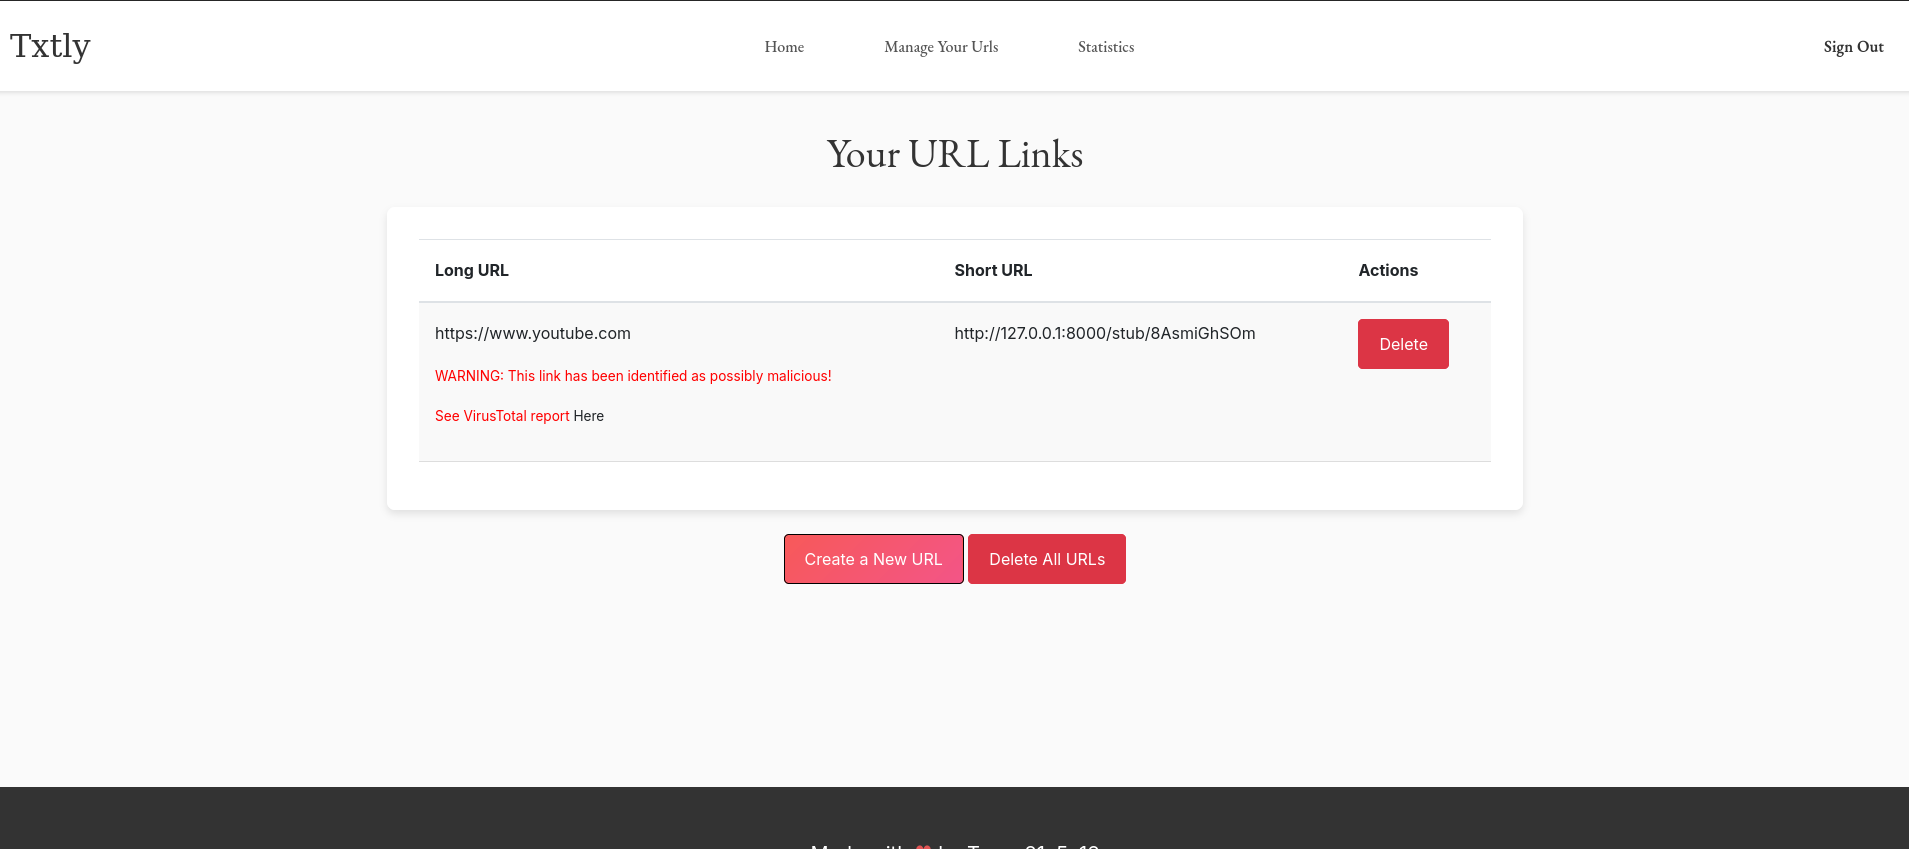 Txtly
Home
Manage Your Urls
Statistics
Sign Out
Your URL Links
Long URL
Short URL
Actions
https://www.youtube.com
http://127.0.0.1:8000/stub/8AsmiGhSOm
Delete
WARNING: This link has been identified as possibly malicious!
See VirusTotal report Here
Create a New URL
Delete All URLs